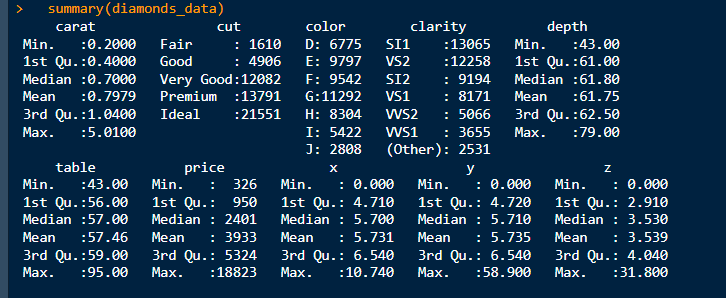 >   summary(diamonds_data)
     carat               cut        color        clarity          depth
 Min.   :0.2000   Fair     : 1610   D: 6775   SI1    :13065   Min.   :43.00
 1st Qu.:0.4000   Good     : 4906   E: 9797   VS2    :12258   1st Qu.:61.00
 Median :0.7000   Very Good:12082   F: 9542   SI2    : 9194   Median :61.80
 Mean   :0.7979   Premium  :13791   G:11292   VS1    : 8171   Mean   :61.75
 3rd Qu.:1.0400   Ideal    :21551   H: 8304   VVS2   : 5066   3rd Qu.:62.50
 Max.   :5.0100                     I: 5422   VVS1   : 3655   Max.   :79.00
                                    J: 2808   (Other): 2531
     table           price             x                y                z
 Min.   :43.00   Min.   :  326   Min.   : 0.000   Min.   : 0.000   Min.   : 0.000
 1st Qu.:56.00   1st Qu.:  950   1st Qu.: 4.710   1st Qu.: 4.720   1st Qu.: 2.910
 Median :57.00   Median : 2401   Median : 5.700   Median : 5.710   Median : 3.530
 Mean   :57.46   Mean   : 3933   Mean   : 5.731   Mean   : 5.735   Mean   : 3.539
 3rd Qu.:59.00   3rd Qu.: 5324   3rd Qu.: 6.540   3rd Qu.: 6.540   3rd Qu.: 4.040
 Max.   :95.00   Max.   :18823   Max.   :10.740   Max.   :58.900   Max.   :31.800